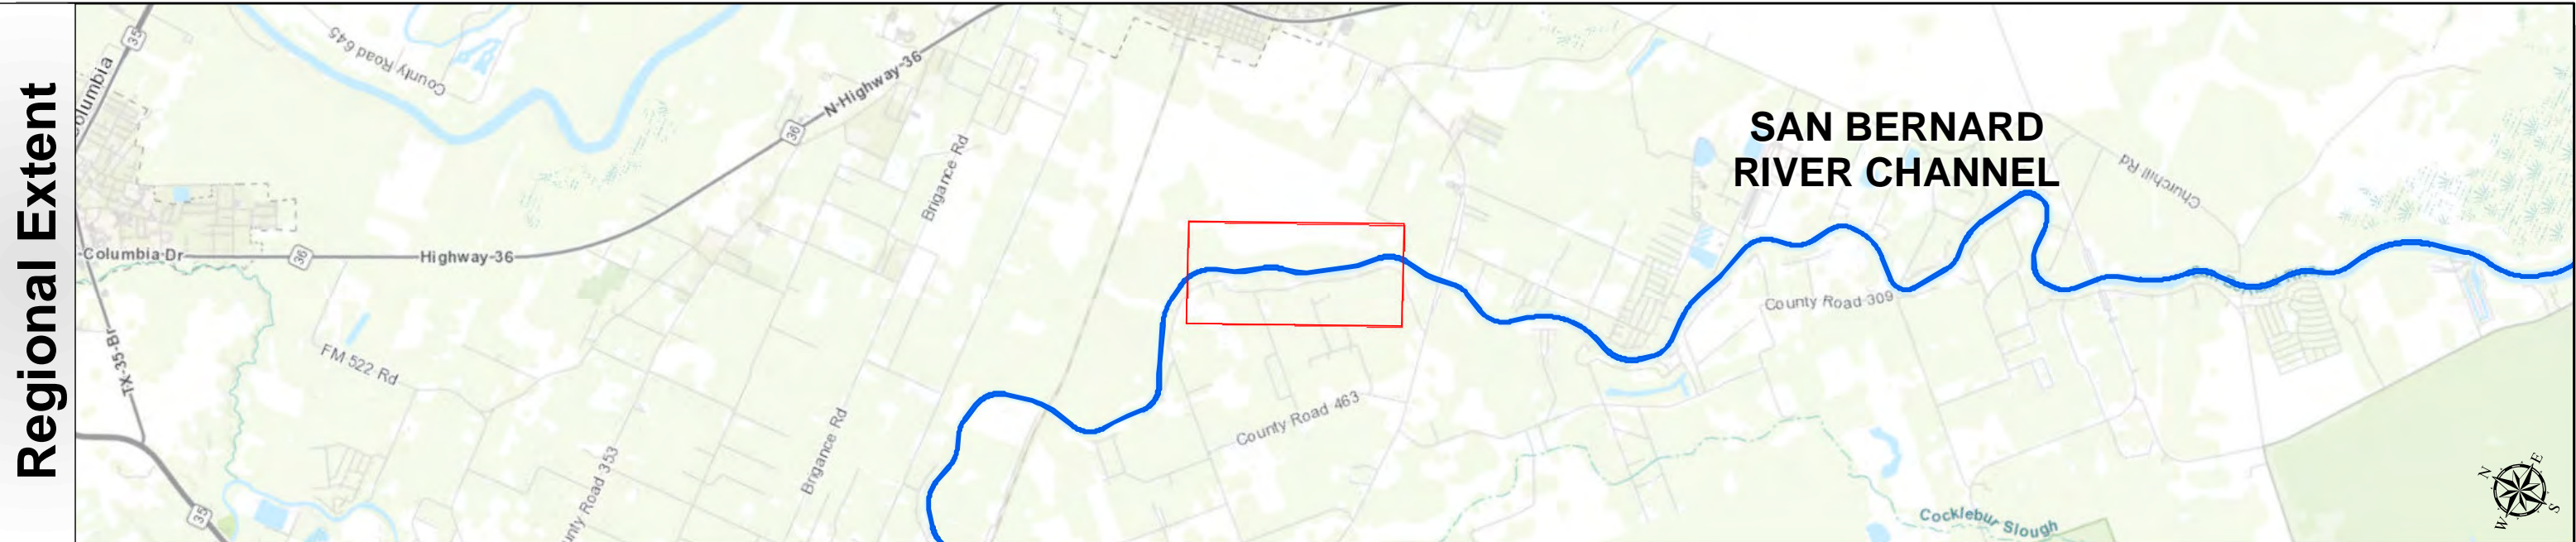 Regional Extent
35
olumbia
County Road 645
N Highway-36
36
Brigance Rd
SAN BERNARD
RIVER CHANNEL
Churchill Rd
Columbia Dr
36
Highway-36
County Road 309
TX-35-Br
FM 522 Rd
County Road 463
Brigance Rd
unty Road 353
35
Cocklebur Slough
N
E
W
S